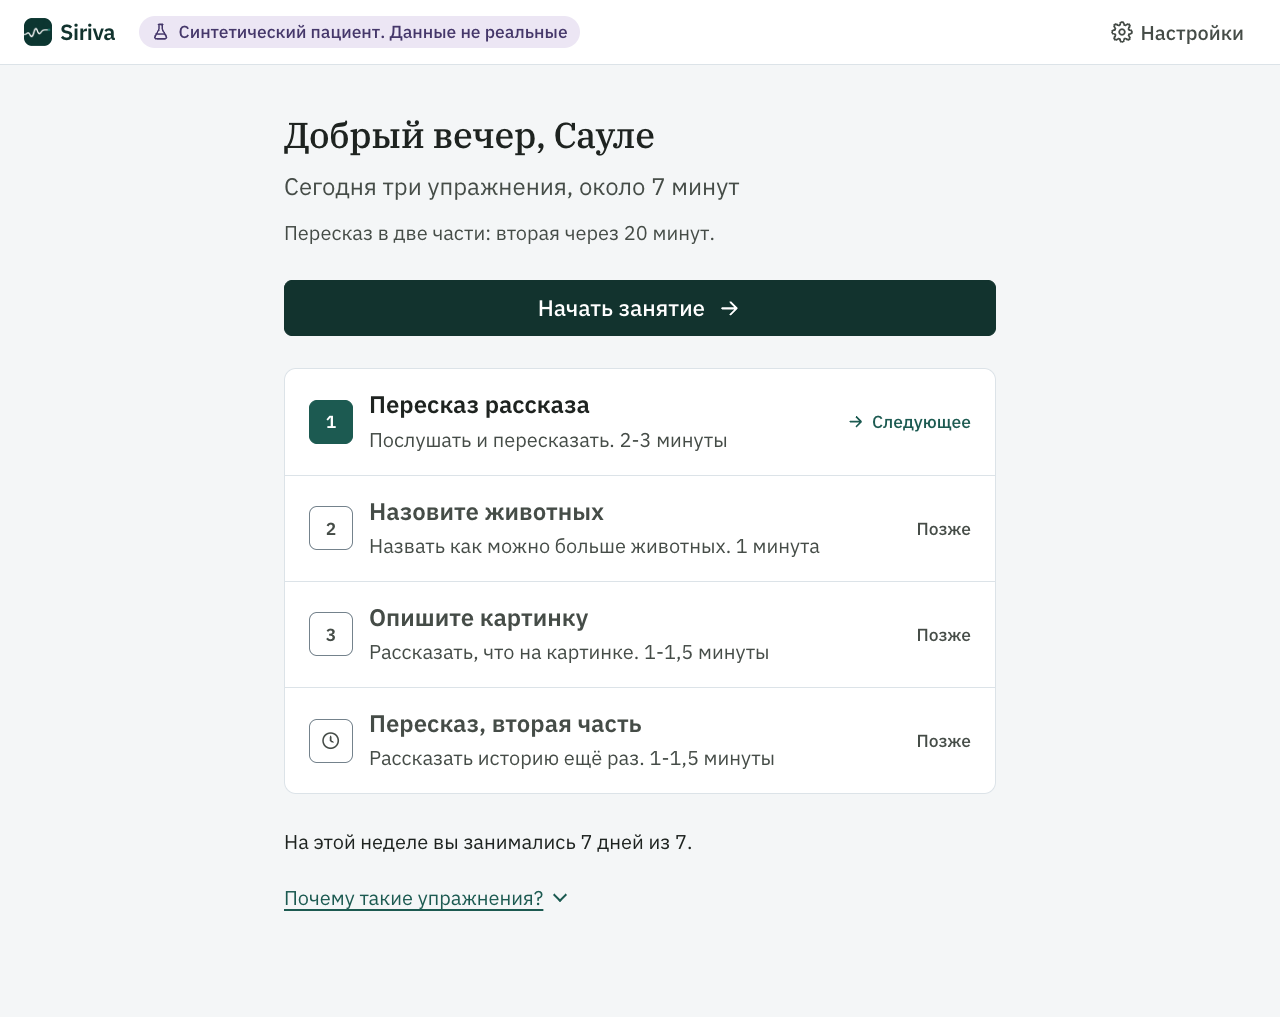 Siriva
Синтетический пациент. Данные не реальные
Настройки
Добрый вечер, Сауле
Сегодня три упражнения, около 7 минут
Пересказ в две части: вторая через 20 минут.
Начать занятие →
1
Пересказ рассказа
Послушать и пересказать. 2-3 минуты
→ Следующее
2
Назовите животных
Назвать как можно больше животных. 1 минута
Позже
3
Опишите картинку
Рассказать, что на картинке. 1-1,5 минуты
Позже
Пересказ, вторая часть
Рассказать историю ещё раз. 1-1,5 минуты
Позже
На этой неделе вы занимались 7 дней из 7.
Почему такие упражнения?